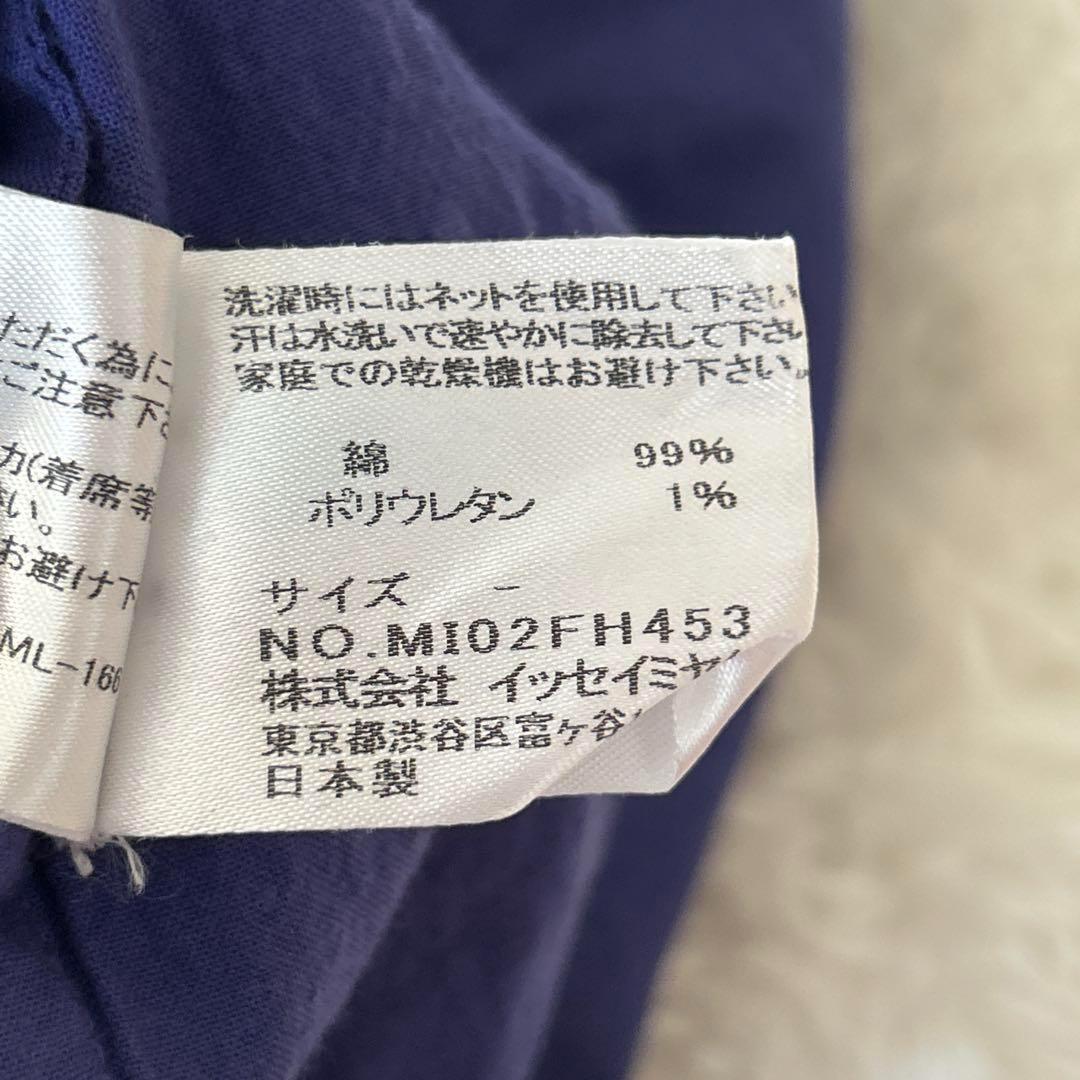 ただく為に
ご注意下さ
力(着席等
い。
お避け下
ML-166
洗濯時にはネットを使用して下さい
汗は水洗いで速やかに除去して下さい
家庭での乾燥機はお避け下さい。
綿 99%
ポリウレタン 1%
サイズ -
NO.MI02FH453
株式会社 イッセイミヤ
東京都渋谷区富ヶ谷
日本製